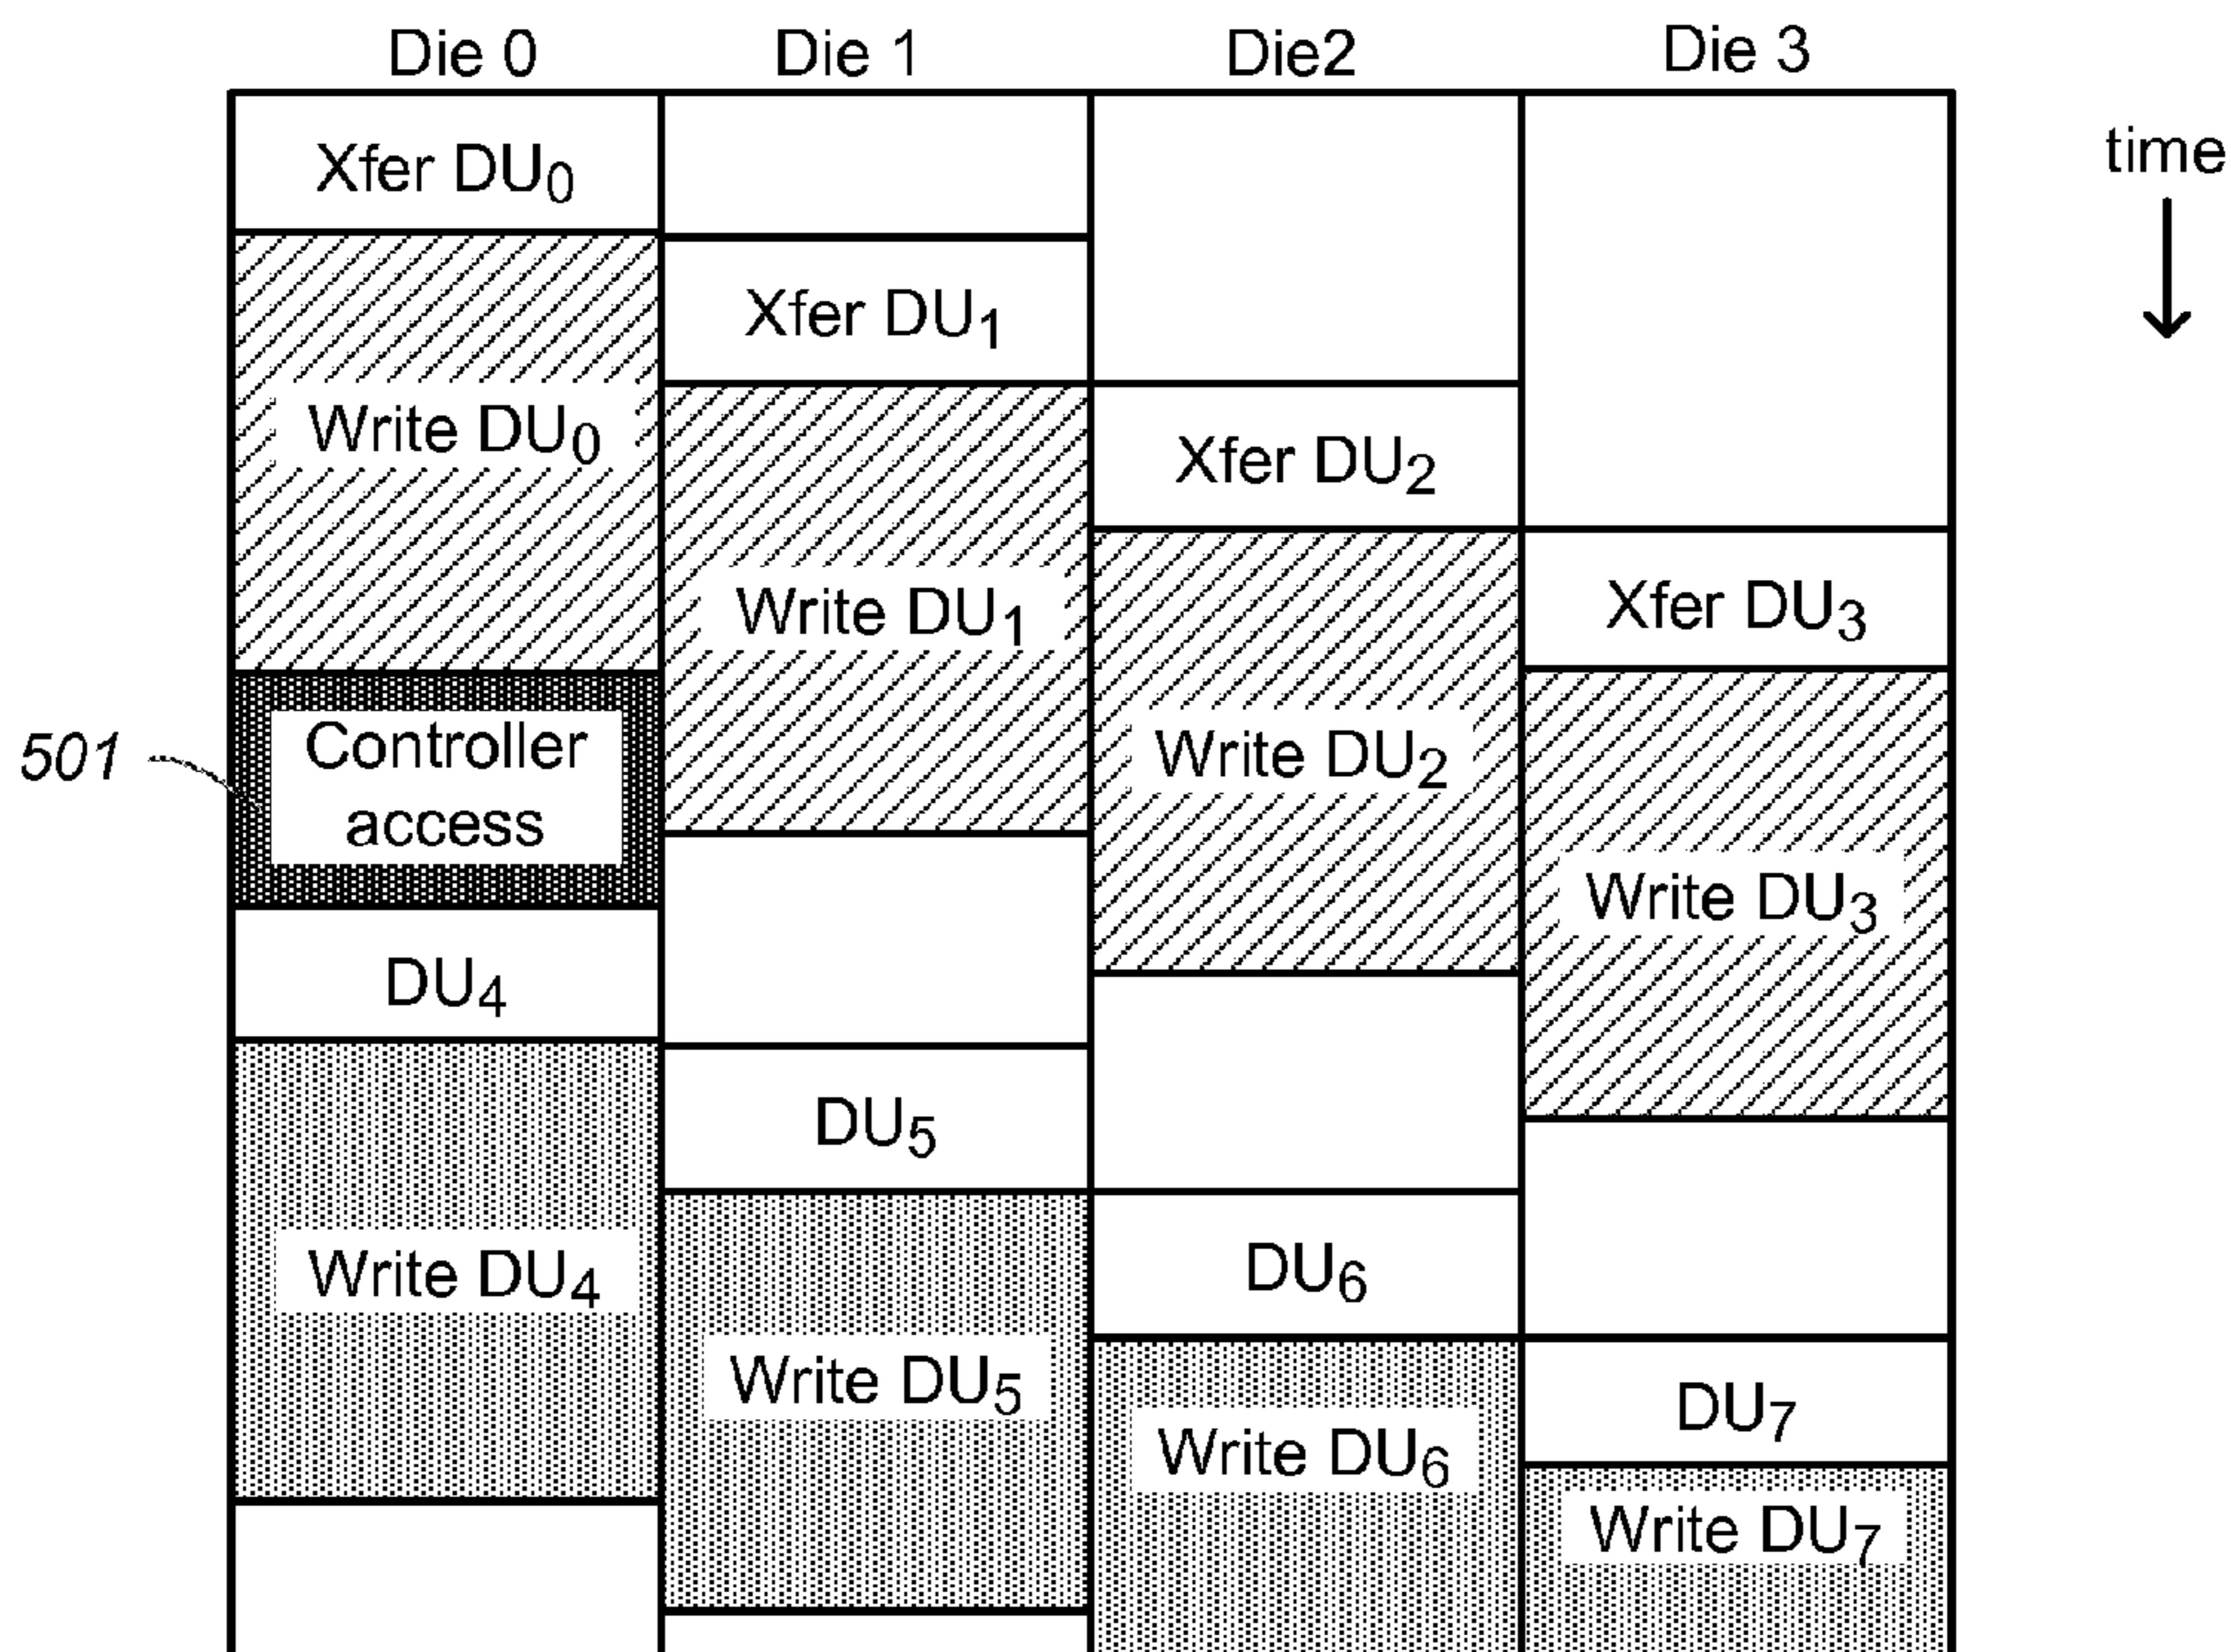 Die 0 Die 1 Die2 Die 3
time
Xfer DU0
Xfer DU1
Write DU0
Xfer DU2
Xfer DU3
Write DU1
501
Controller
access
Write DU2
Write DU3
DU4
DU5
Write DU4
DU6
Write DU5
DU7
Write DU6
Write DU7